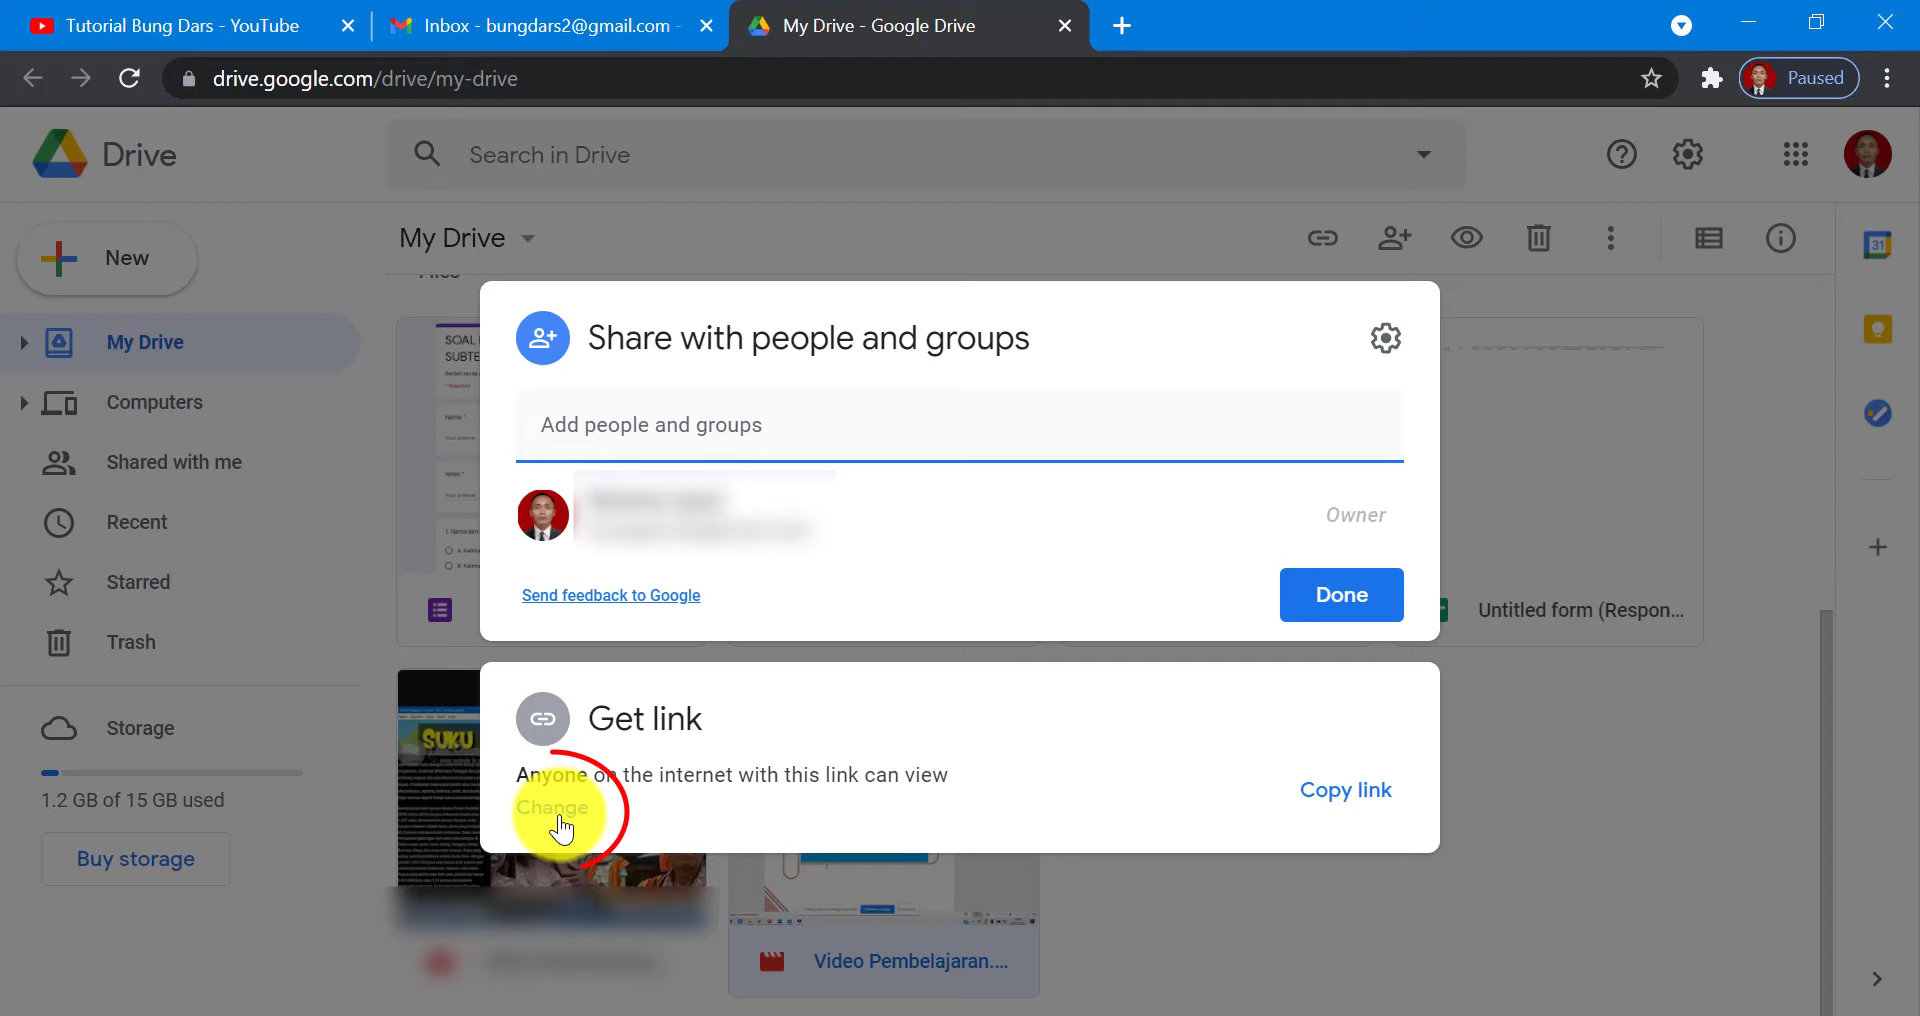 Tutorial Bung Dars - YouTube
Inbox - bungdars2@gmail.com -
My Drive - Google Drive
drive.google.com/drive/my-drive
Paused
Drive
Search in Drive
New
My Drive
My Drive
Computers
Shared with me
Recent
Starred
Trash
Storage
1.2 GB of 15 GB used
Buy storage
Files
SOAL
SUBTE
Share with people and groups
Add people and groups
Owner
Send feedback to Google
Done
Untitled form (Respon...
Get link
Anyone on the internet with this link can view
Change
Copy link
SUKU
Video Pembelajaran....
31